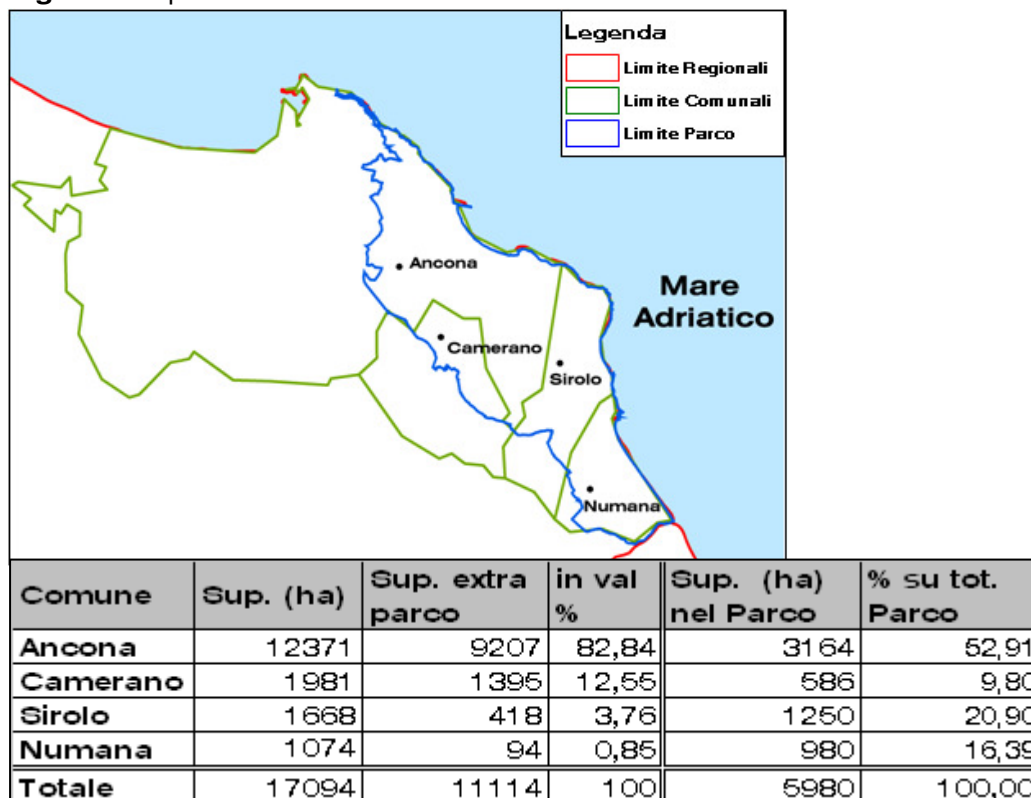 Legenda
Limite Regionali
Limite Comunali
Limite Parco
Ancona
Mare
Adriatico
Camerano
Sirolo
Numana
Comune Sup. (ha) Sup. extra parco in val % Sup. (ha) nel Parco % su tot. Parco
Ancona 12371 9207 82,84 3164 52,91
Camerano 1981 1395 12,55 586 9,80
Sirolo 1668 418 3,76 1250 20,90
Numana 1074 94 0,85 980 16,39
Totale 17094 11114 100 5980 100,00